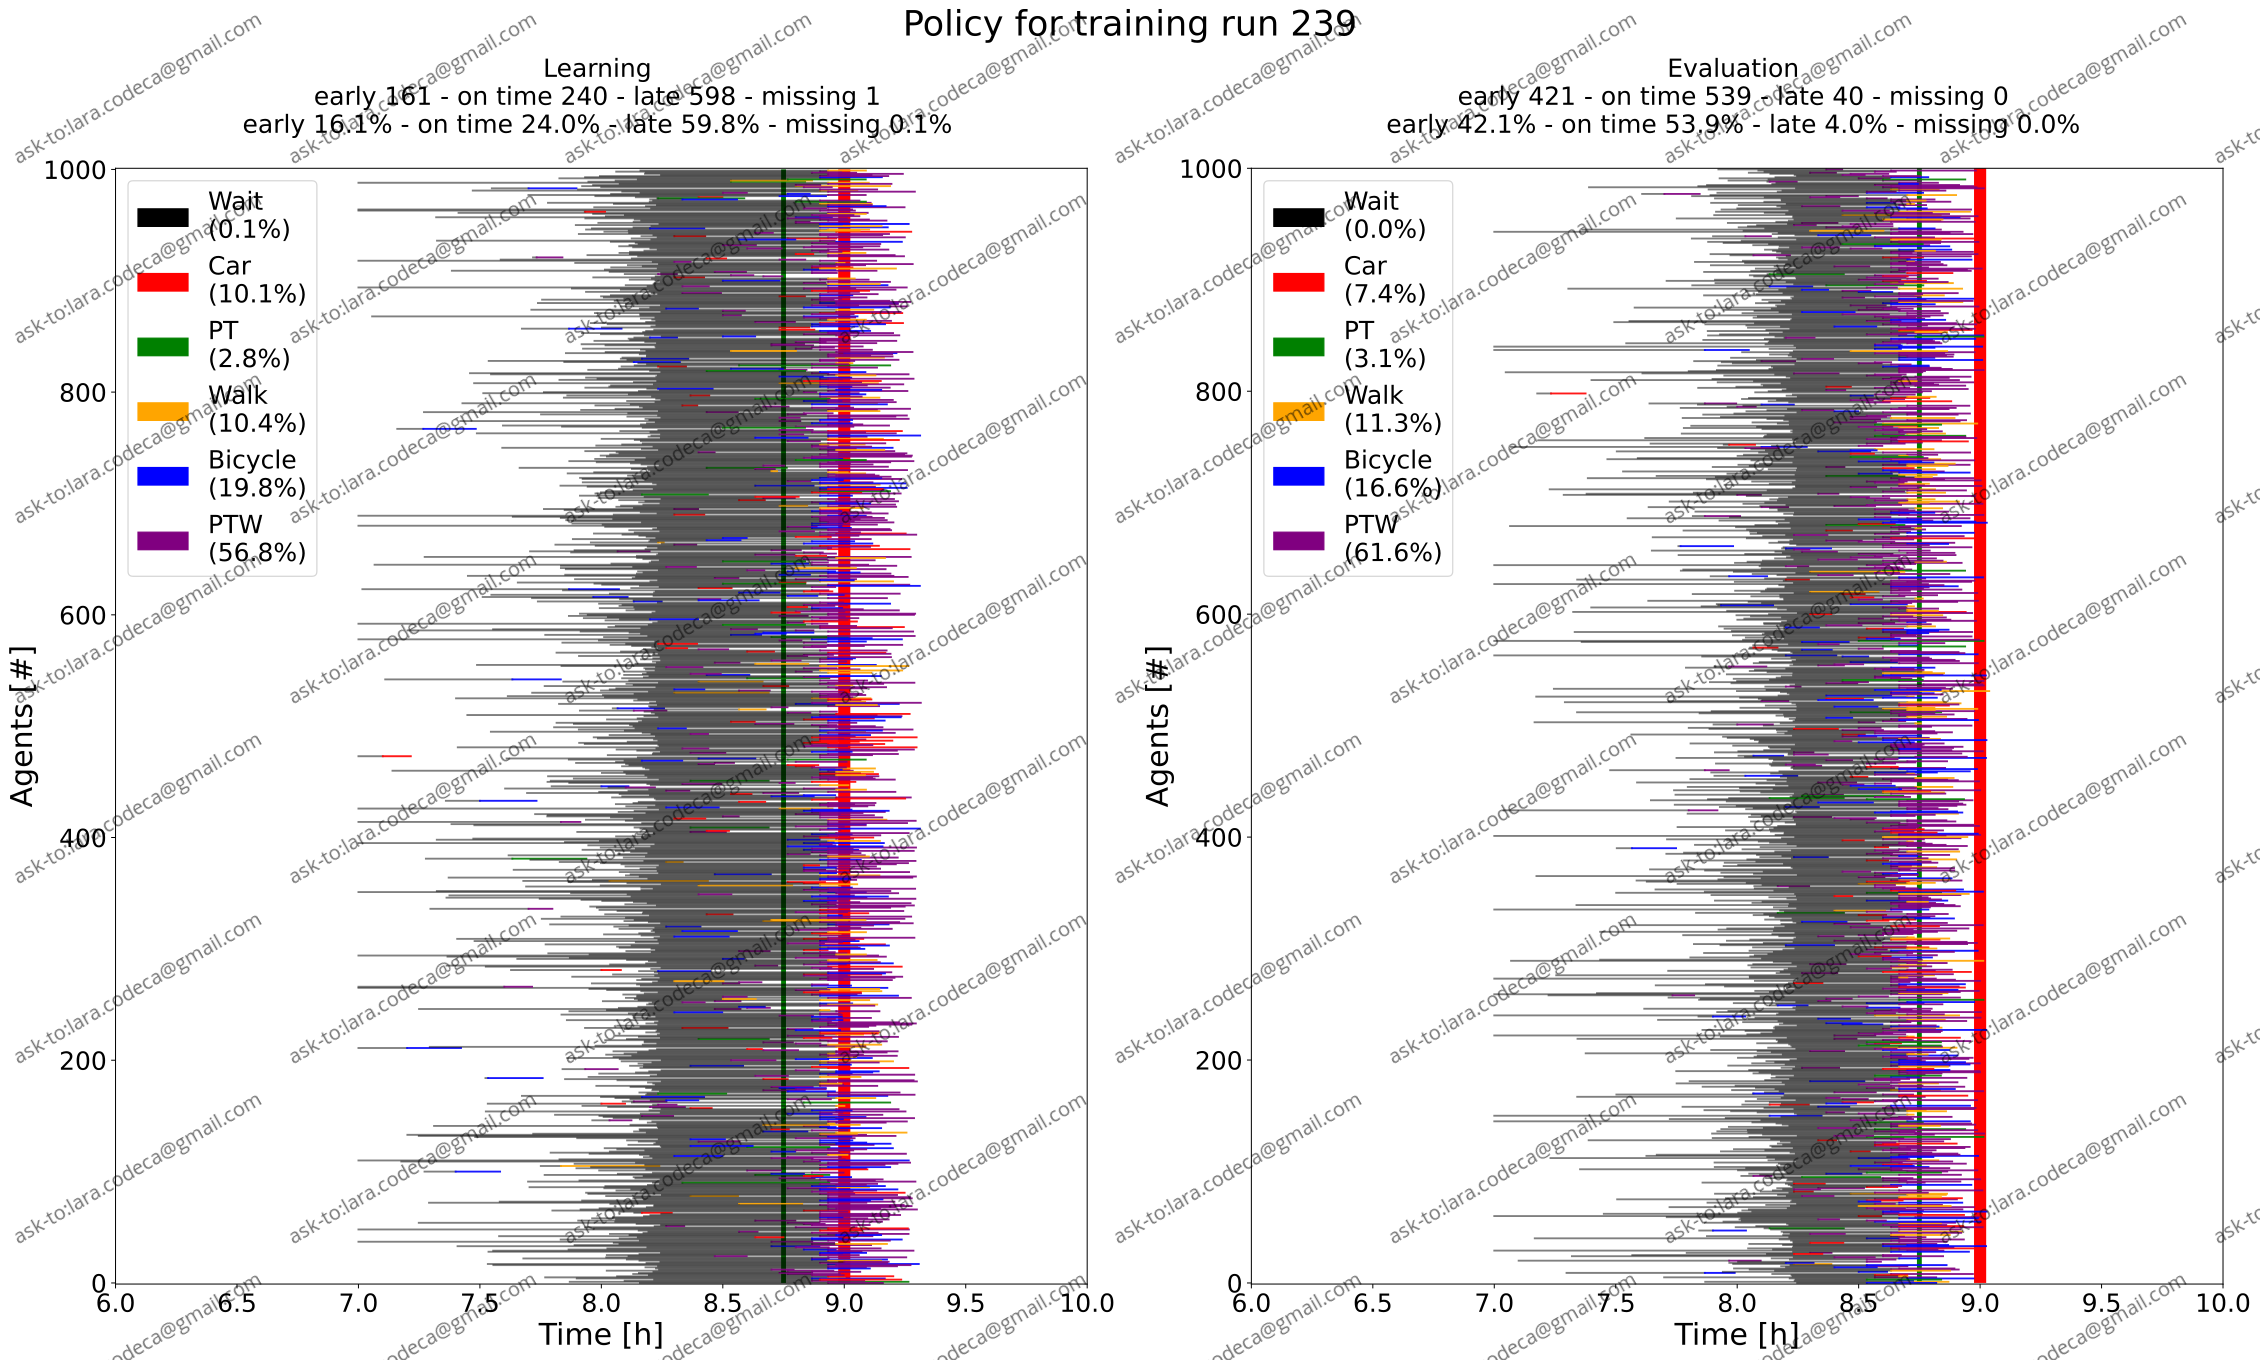 Policy for training run 239
Learning
early 161 - on time 240 - late 598 - missing 1
early 16.1% - on time 24.0% - late 59.8% - missing 0.1%
Evaluation
early 421 - on time 539 - late 40 - missing 0
early 42.1% - on time 53.9% - late 4.0% - missing 0.0%
1000
800
600
400
200
0
Agents [#]
Wait
(0.1%)
Car
(10.1%)
PT
(2.8%)
Walk
(10.4%)
Bicycle
(19.8%)
PTW
(56.8%)
6.0 6.5 7.0 7.5 8.0 8.5 9.0 9.5 10.0
Time [h]
1000
800
600
400
200
0
Agents [#]
Wait
(0.0%)
Car
(7.4%)
PT
(3.1%)
Walk
(11.3%)
Bicycle
(16.6%)
PTW
(61.6%)
6.0 6.5 7.0 7.5 8.0 8.5 9.0 9.5 10.0
Time [h]
ask-to:lara.codeca@gmail.com